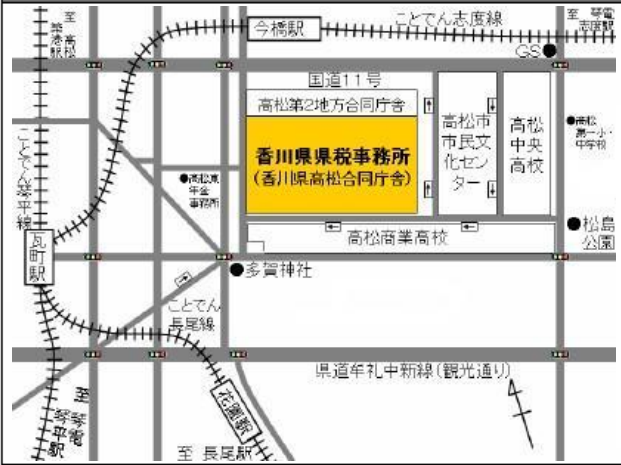 至
高松
築港駅
今橋駅
ことでん志度線
至 琴電
志度駅
GS
国道11号
高松第2地方合同庁舎
香川県県税事務所
(香川県高松合同庁舎)
高松市
市民文
化セン
ター
高松
中央
高校
高松
第一小・
中学校
ことでん琴平線
高松東
年金
事務所
松島
公園
高松商業高校
瓦町駅
多賀神社
ことでん
長尾線
県道牟礼中新線(観光通り)
花園駅
至
琴電
琴平駅
至 長尾駅